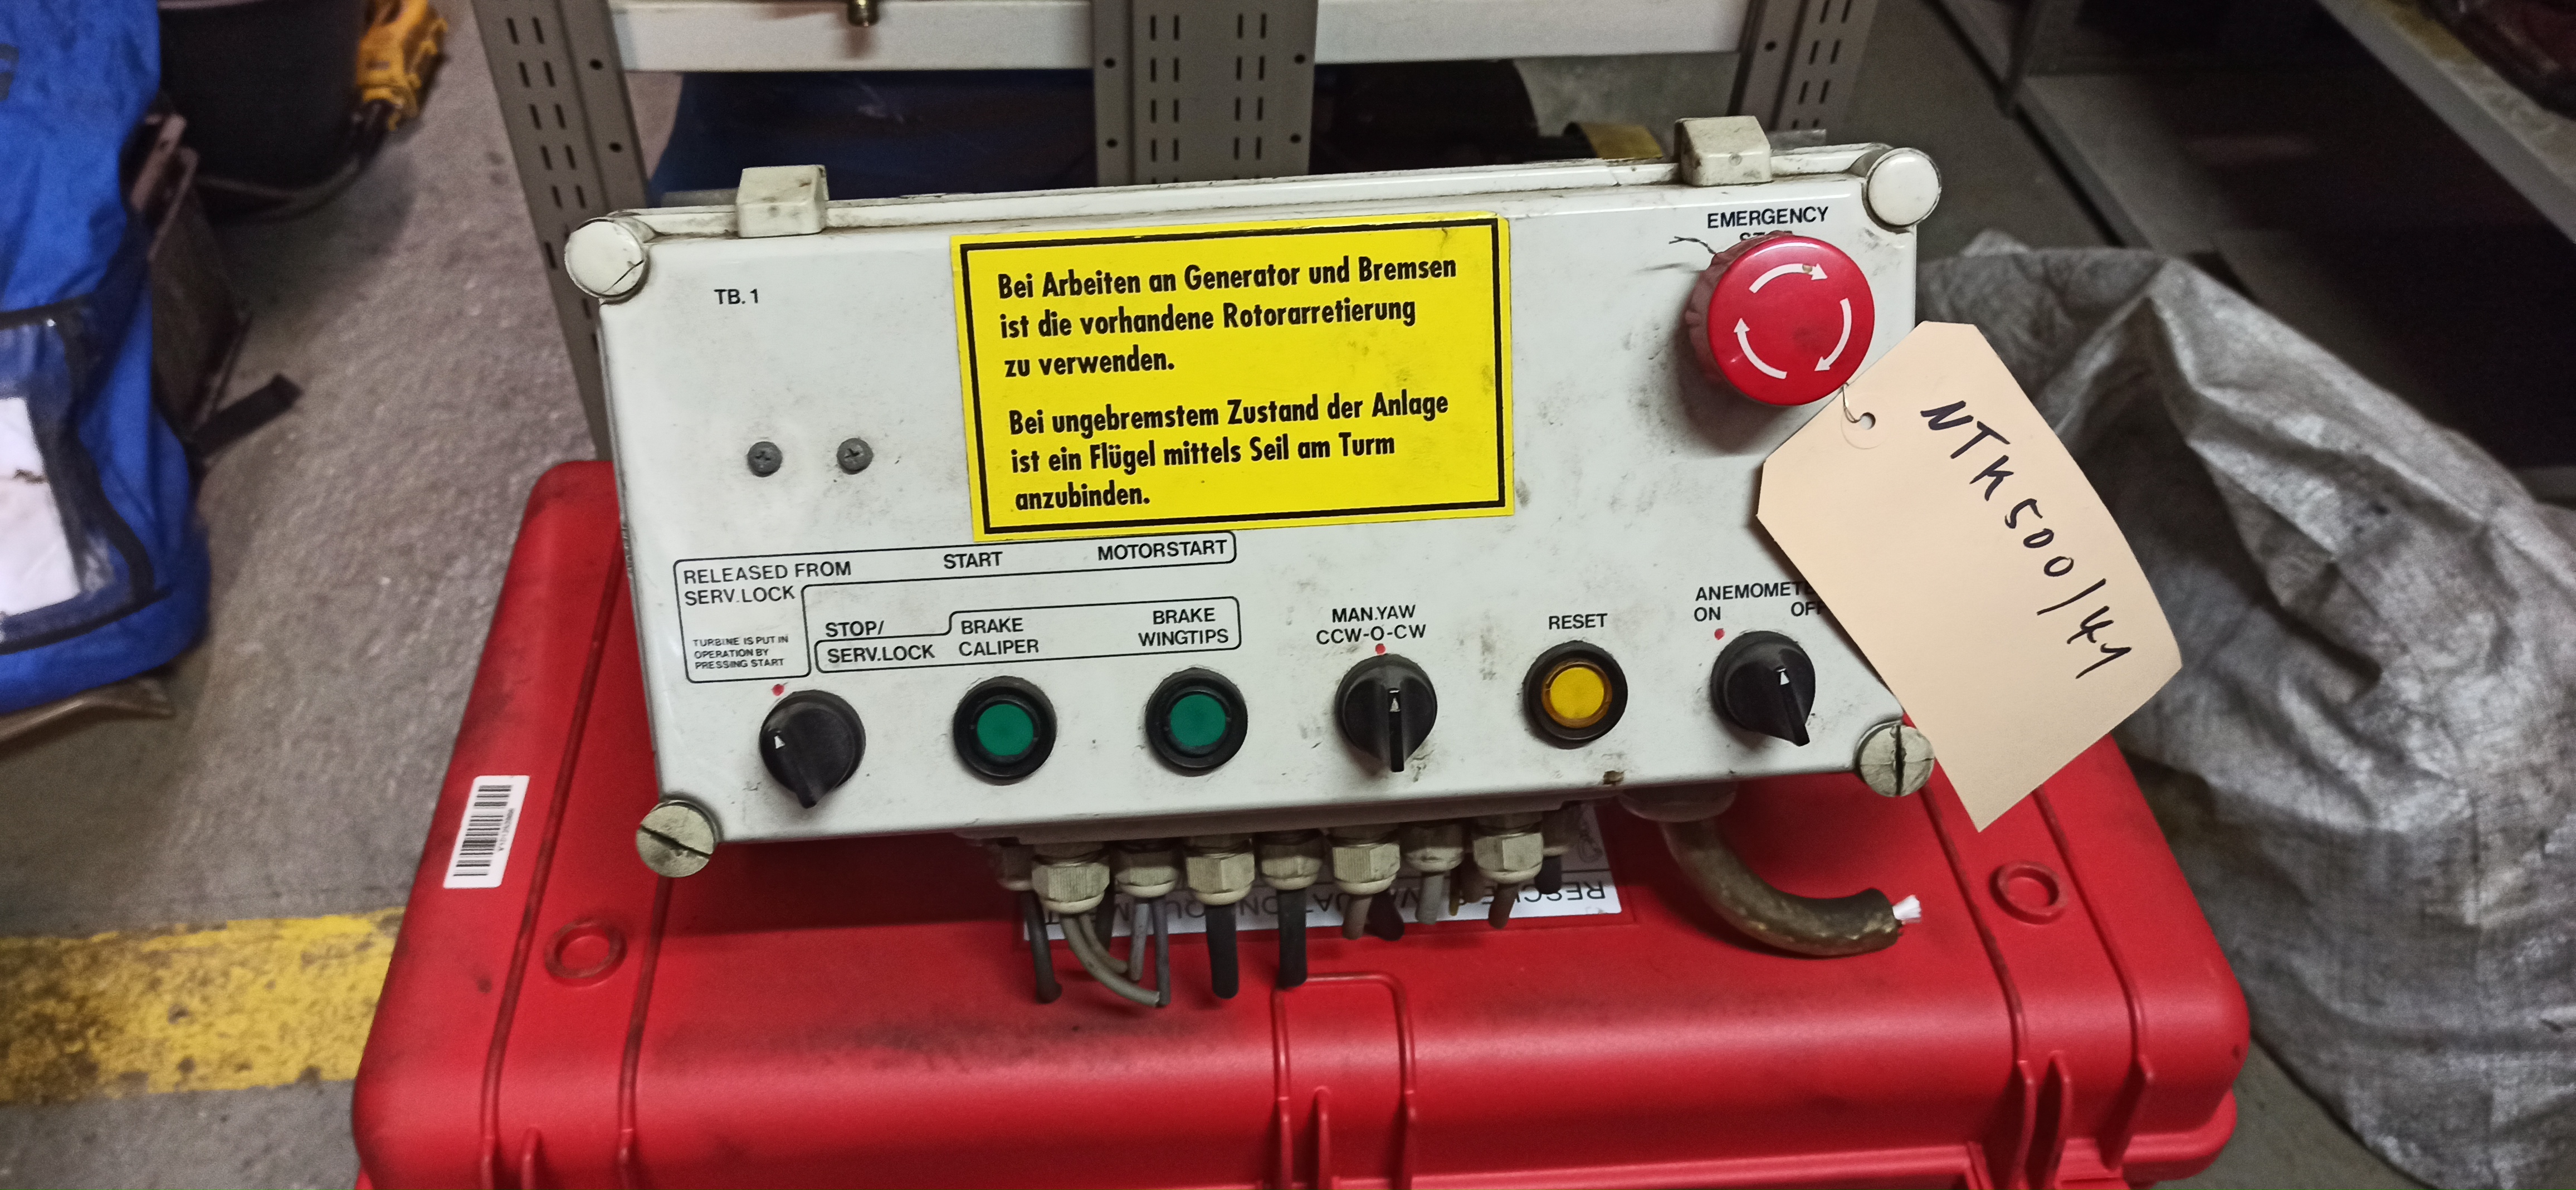 EMERGENCY
STOP
TB.1
Bei Arbeiten an Generator und Bremsen
ist die vorhandene Rotorarretierung
zu verwenden.
Bei ungebremstem Zustand der Anlage
ist ein Flügel mittels Seil am Turm
anzubinden.
NTK500/41
RELEASED FROM
SERV.LOCK
START
MOTORSTART
TURBINE IS PUT IN
OPERATION BY
PRESSING START
STOP/
SERV.LOCK
BRAKE
CALIPER
BRAKE
WINGTIPS
MAN.YAW
CCW-O-CW
RESET
ANEMOMETE
ON OFF